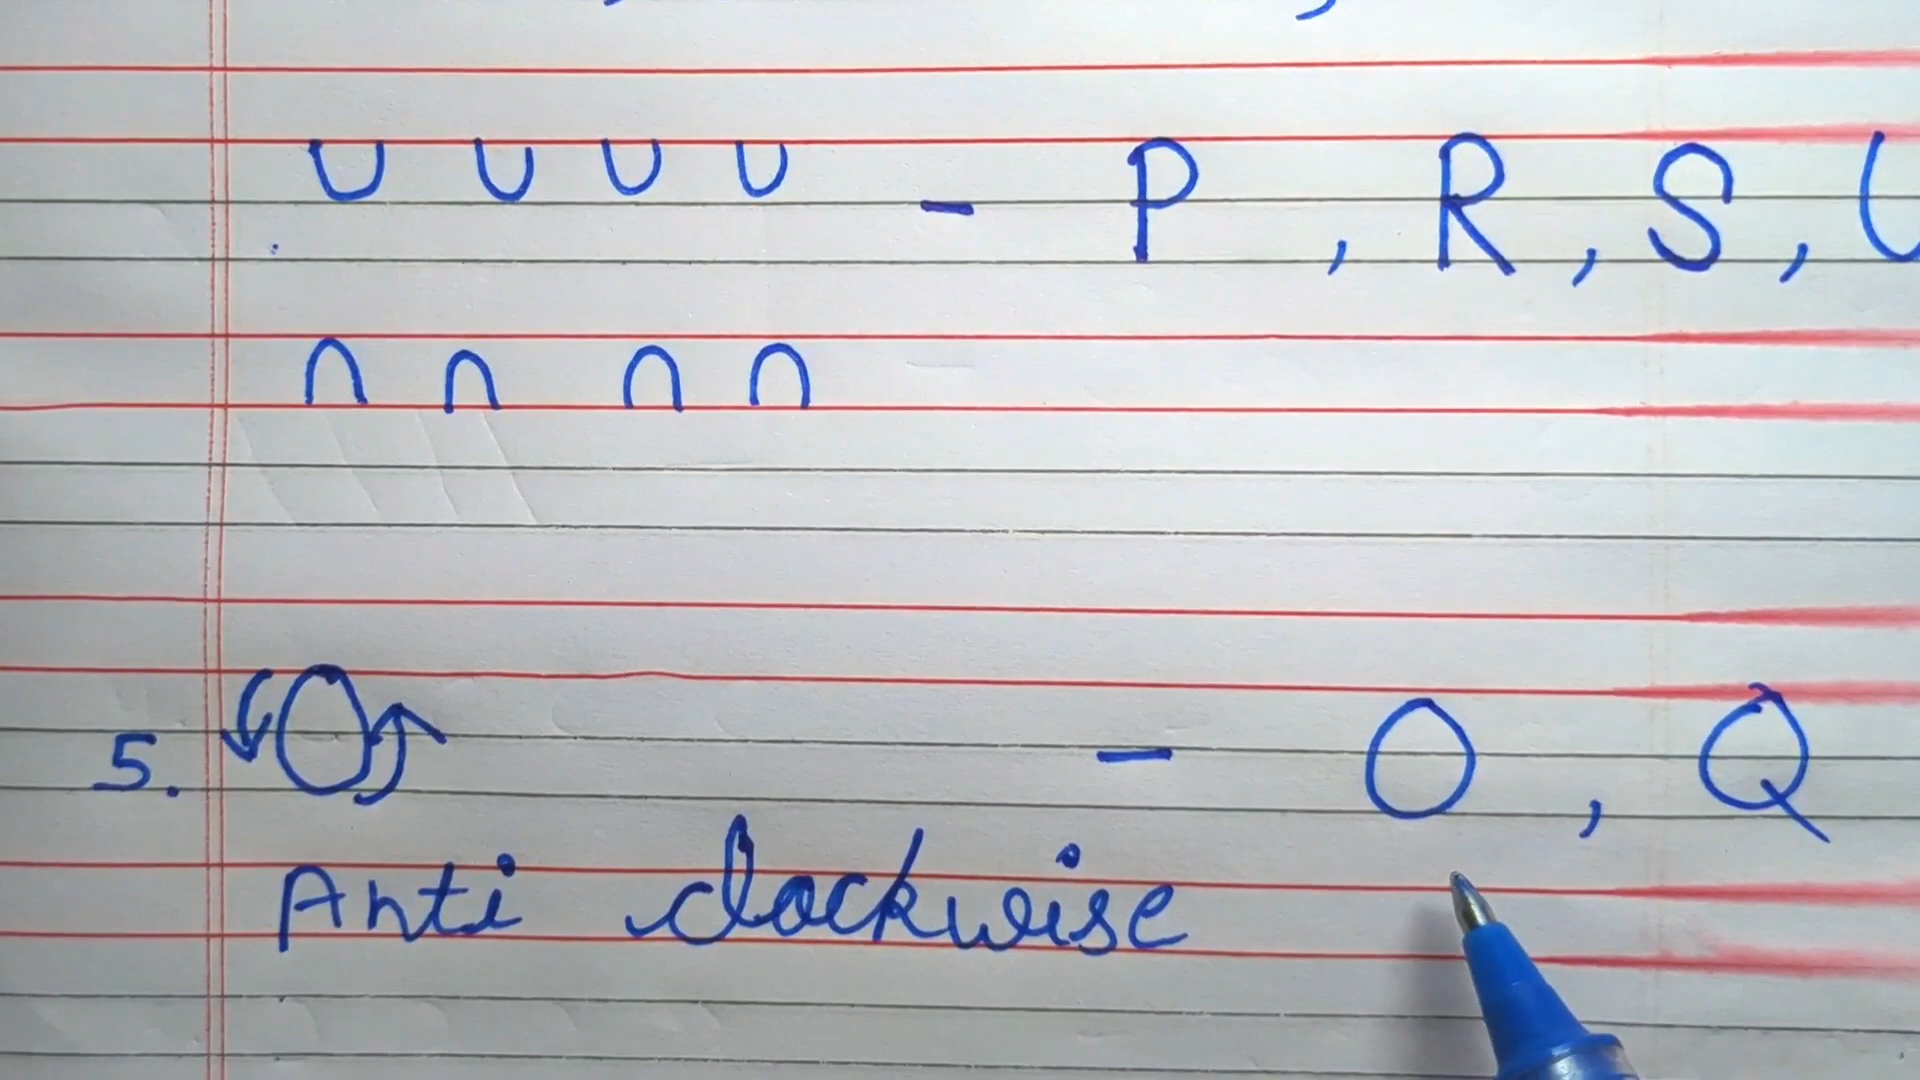 ∪ ∪ ∪ ∪ - P , R , S , U
∩ ∩ ∩ ∩
5. O - O , Q
Anti clockwise